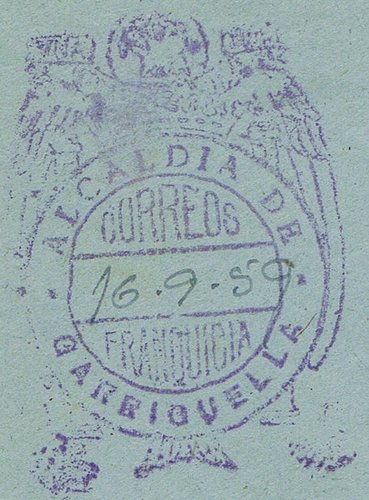 ALCALDIA DE
CORREOS
16.9.59
FRANQUICIA
GARRIGUELLA